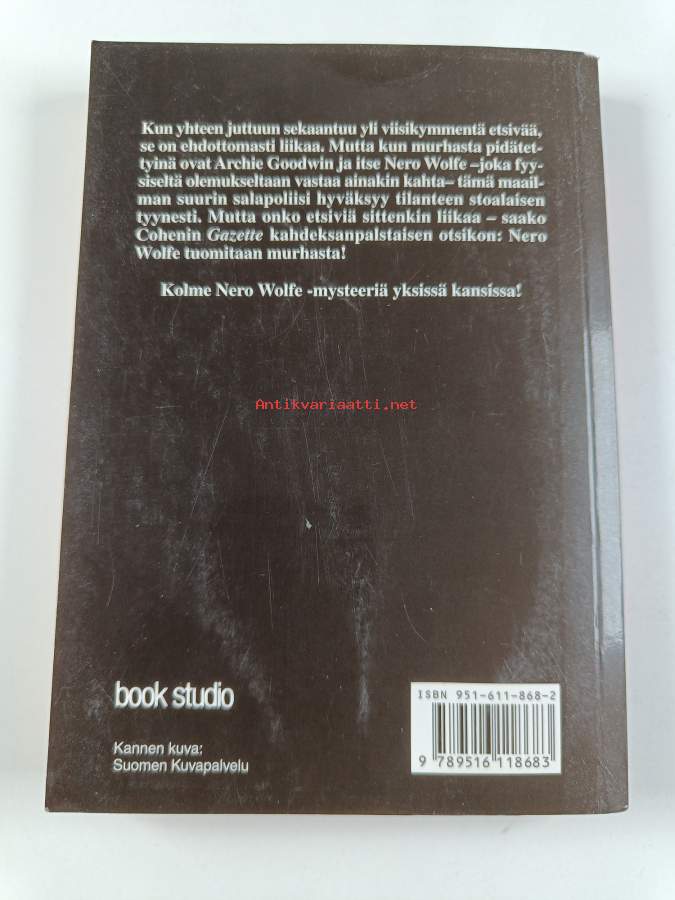 Kun yhteen juttuun sekaantuu yli viisikymmentä etsivää,
se on ehdottomasti liikaa. Mutta kun murhasta pidätet-
tyinä ovat Archie Goodwin ja itse Nero Wolfe –joka fyy-
siseltä olemukseltaan vastaa ainakin kahta– tämä maail-
man suurin salapoliisi hyväksyy tilanteen stoalaisen
tyynesti. Mutta onko etsiviä sittenkin liikaa – saako
Cohenin Gazette kahdeksanpalstaisen otsikon: Nero
Wolfe tuomitaan murhasta!
Kolme Nero Wolfe -mysteeriä yksissä kansissa!
Antikvariaatti.net
book studio
Kannen kuva:
Suomen Kuvapalvelu
ISBN 951-611-868-2
9 789516 118683